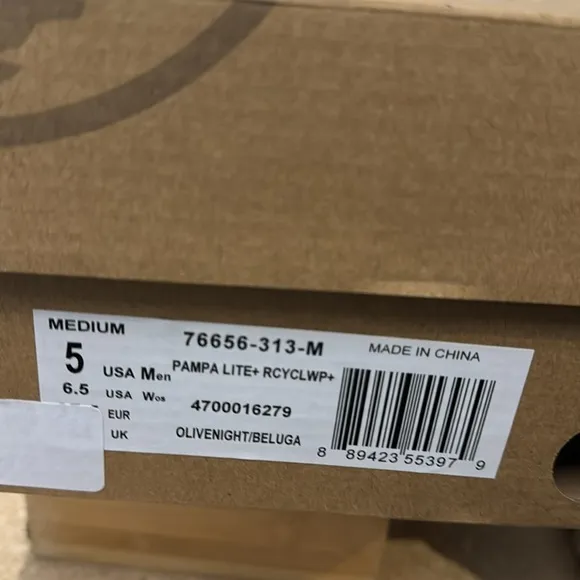 MEDIUM 76656-313-M MADE IN CHINA
5 USA Men PAMPA LITE+ RCYCLWP+
6.5 USA Wos 4700016279
EUR
UK OLIVENIGHT/BELUGA
8 89423 55397 9